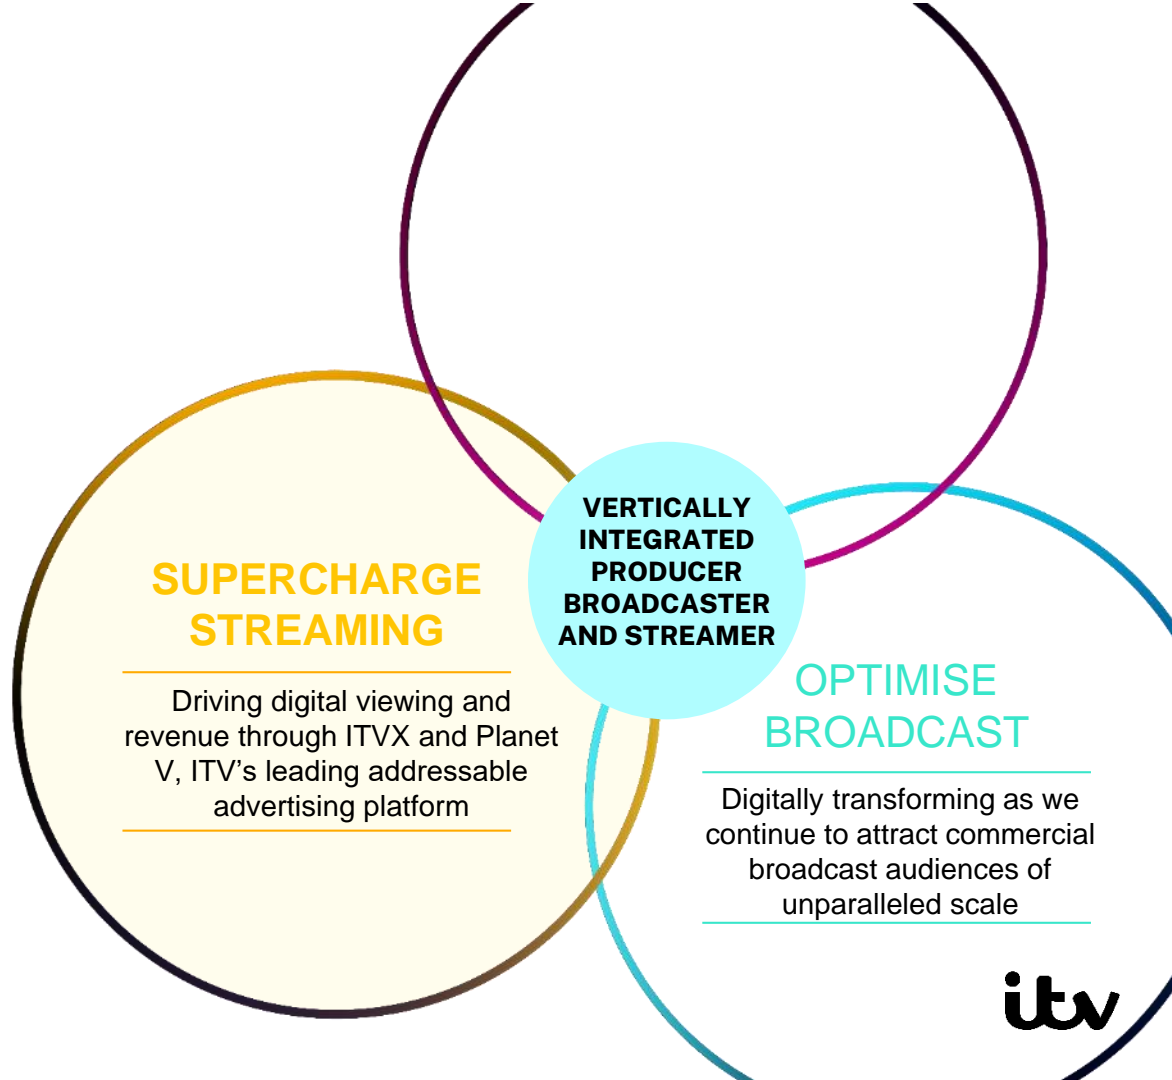 VERTICALLY
INTEGRATED
PRODUCER
BROADCASTER
AND STREAMER
SUPERCHARGE
STREAMING
Driving digital viewing and
revenue through ITVX and Planet
V, ITV’s leading addressable
advertising platform
OPTIMISE
BROADCAST
Digitally transforming as we
continue to attract commercial
broadcast audiences of
unparalleled scale
itv